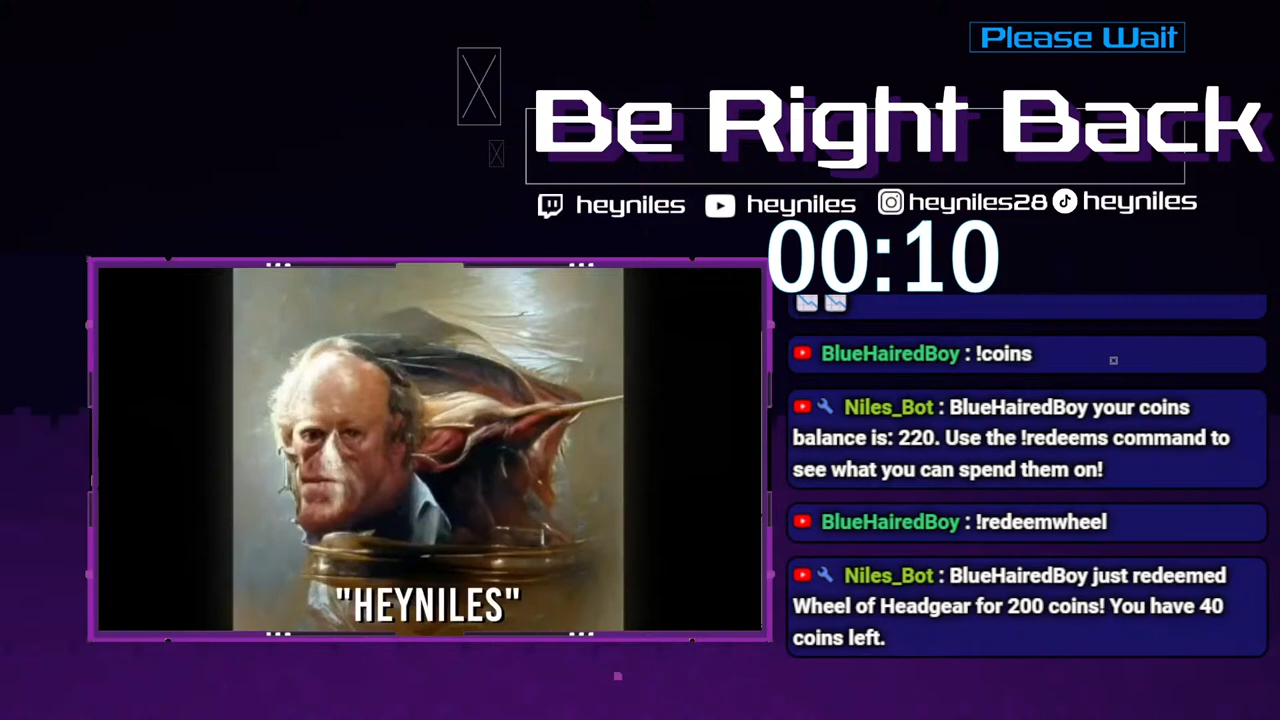 Please Wait
Be Right Back
heyniles heyniles heyniles28 heyniles
00:10
BlueHairedBoy : !coins
Niles_Bot : BlueHairedBoy your coins
balance is: 220. Use the !redeems command to
see what you can spend them on!
BlueHairedBoy : !redeemwheel
Niles_Bot : BlueHairedBoy just redeemed
Wheel of Headgear for 200 coins! You have 40
coins left.
"HEYNILES"